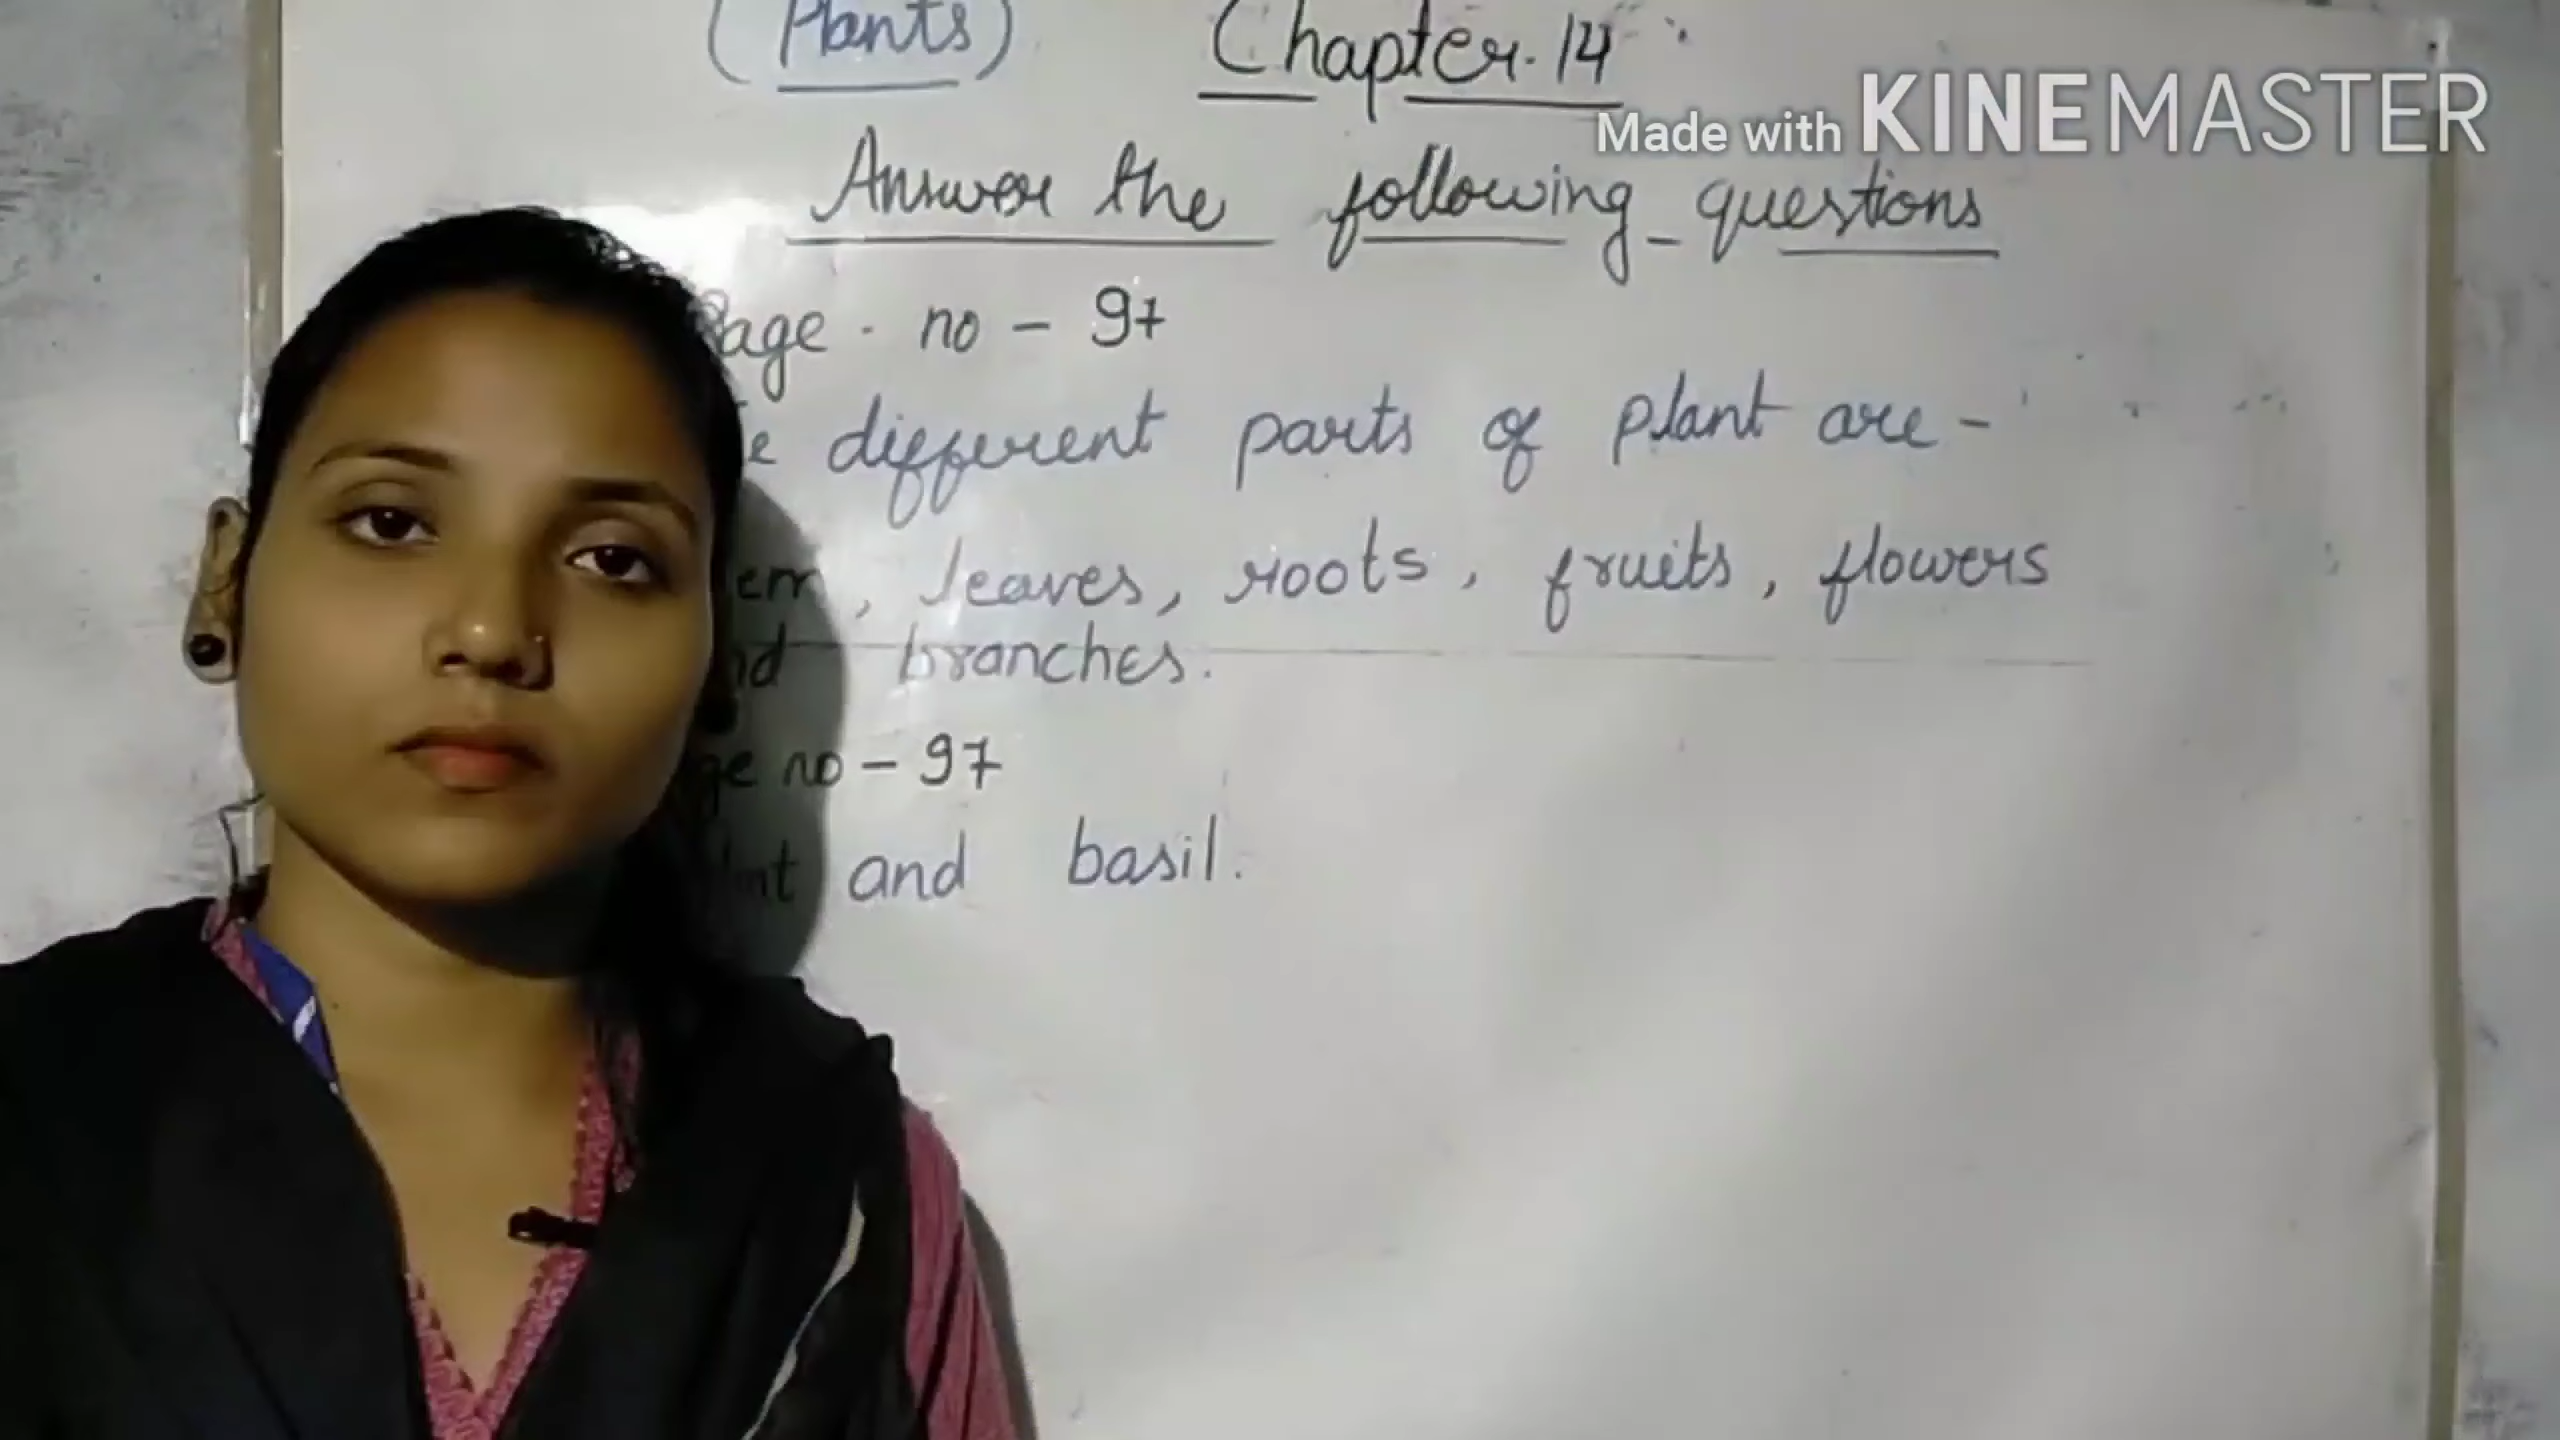 (Plants) Chapter.14
Made with KINEMASTER
Answer the following questions
Page. no - 97
different parts of plant are -
leaves, roots, fruits, flowers
branches.
no - 97
and basil.